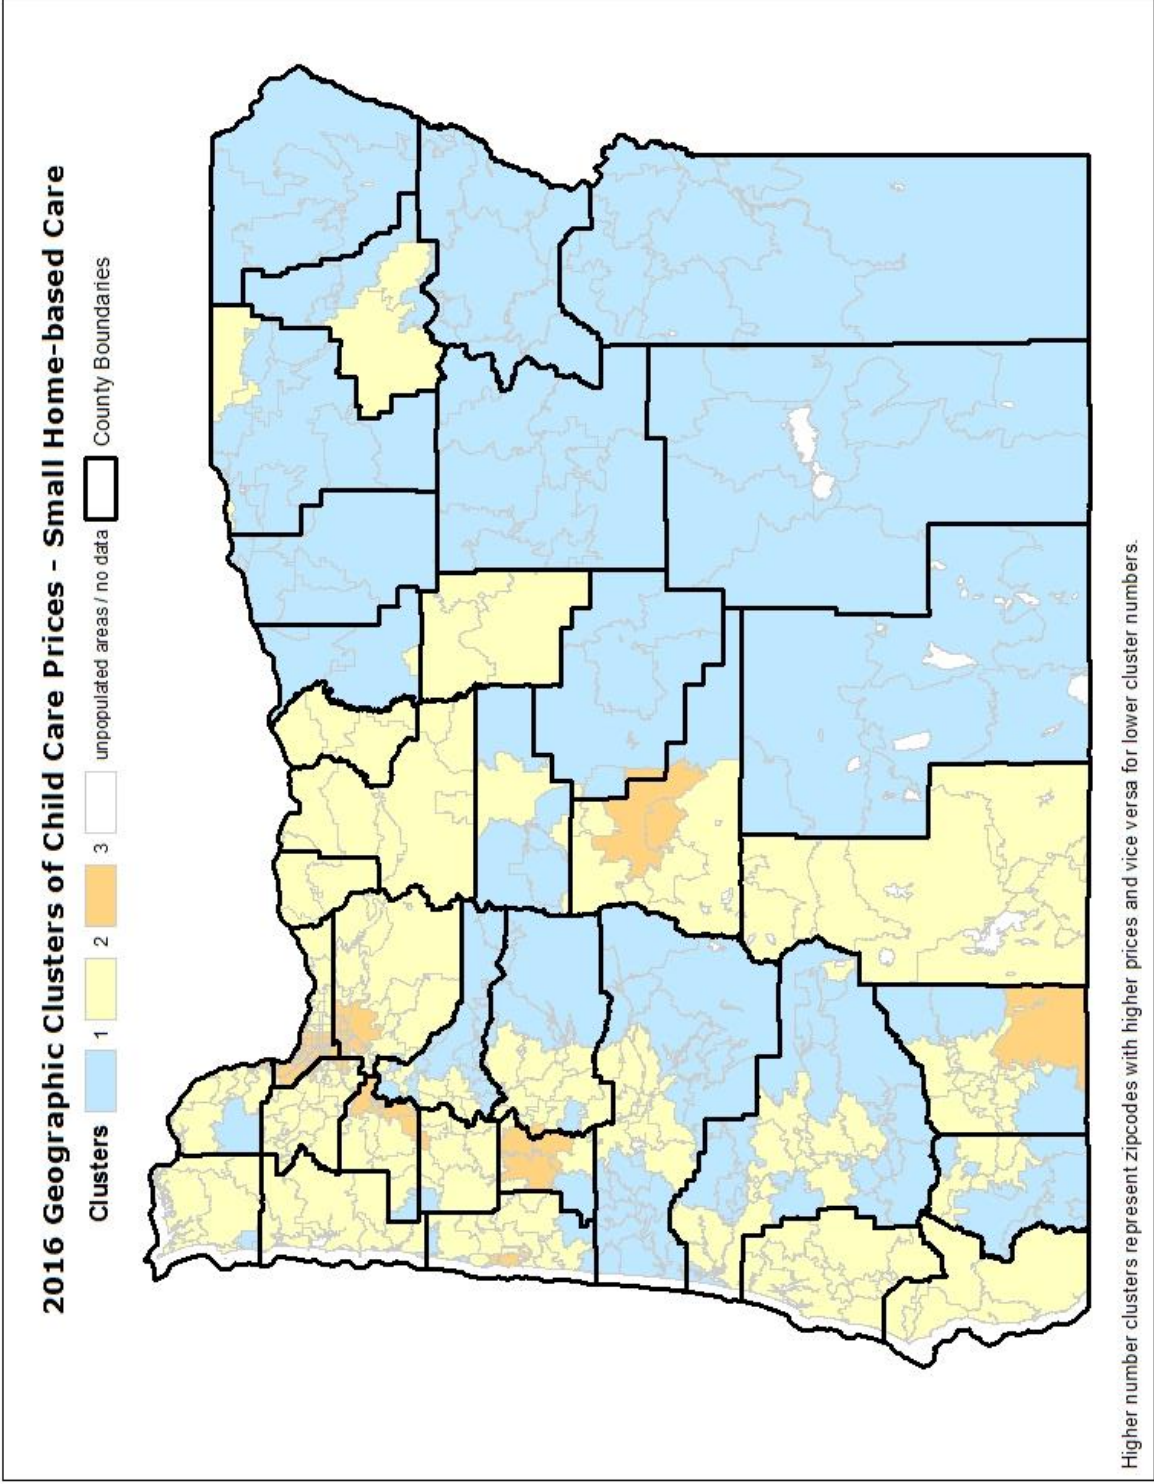 2016 Geographic Clusters of Child Care Prices - Small Home-based Care
Clusters 1 2 3 unpopulated areas / no data County Boundaries
Higher number clusters represent zipcodes with higher prices and vice versa for lower cluster numbers.